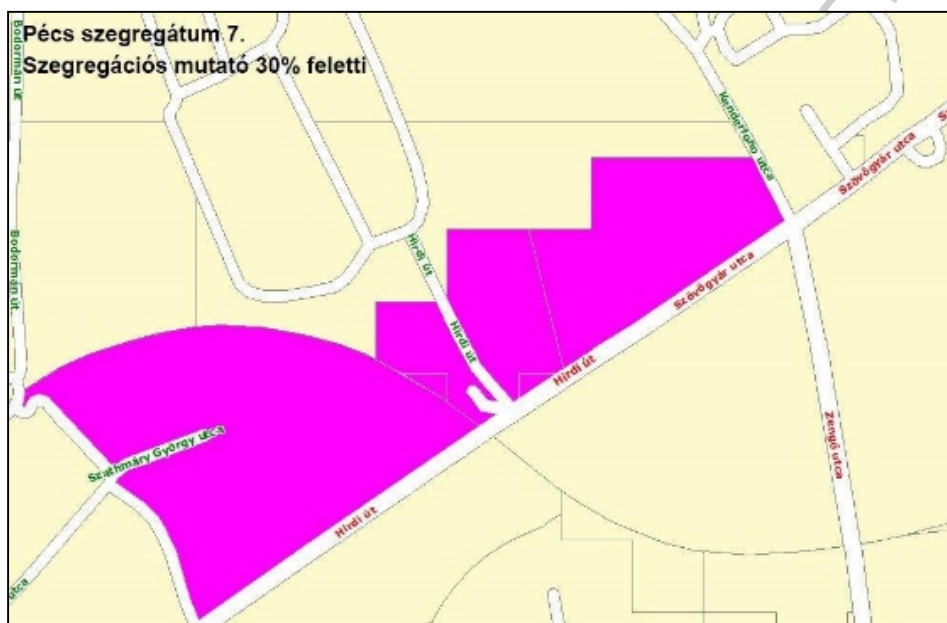 Pécs szegregátum 7.
Szegregációs mutató 30% feletti
Bodormán út
Kenderfonó utca
Szövőgyár utca
Bodormán út.
Hirdi út
Szövőgyár utca
Hirdi út
Hirdi út
Szathmáry György utca
Zengő utca
Hirdi út
utca